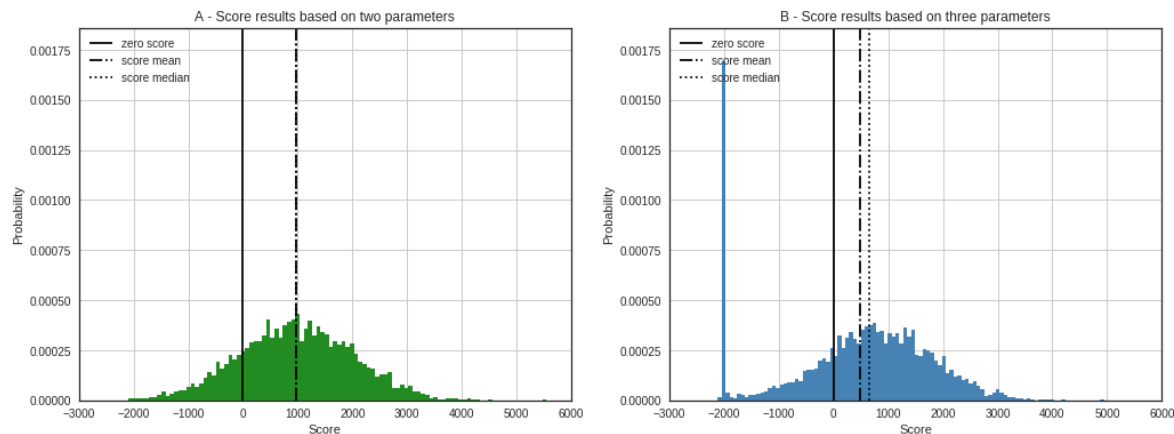 A - Score results based on two parameters
zero score
score mean
score median
0.00175
0.00150
0.00125
0.00100
0.00075
0.00050
0.00025
0.00000
Probability
−3000 −2000 −1000 0 1000 2000 3000 4000 5000 6000
Score
B - Score results based on three parameters
zero score
score mean
score median
0.00175
0.00150
0.00125
0.00100
0.00075
0.00050
0.00025
0.00000
Probability
−3000 −2000 −1000 0 1000 2000 3000 4000 5000 6000
Score